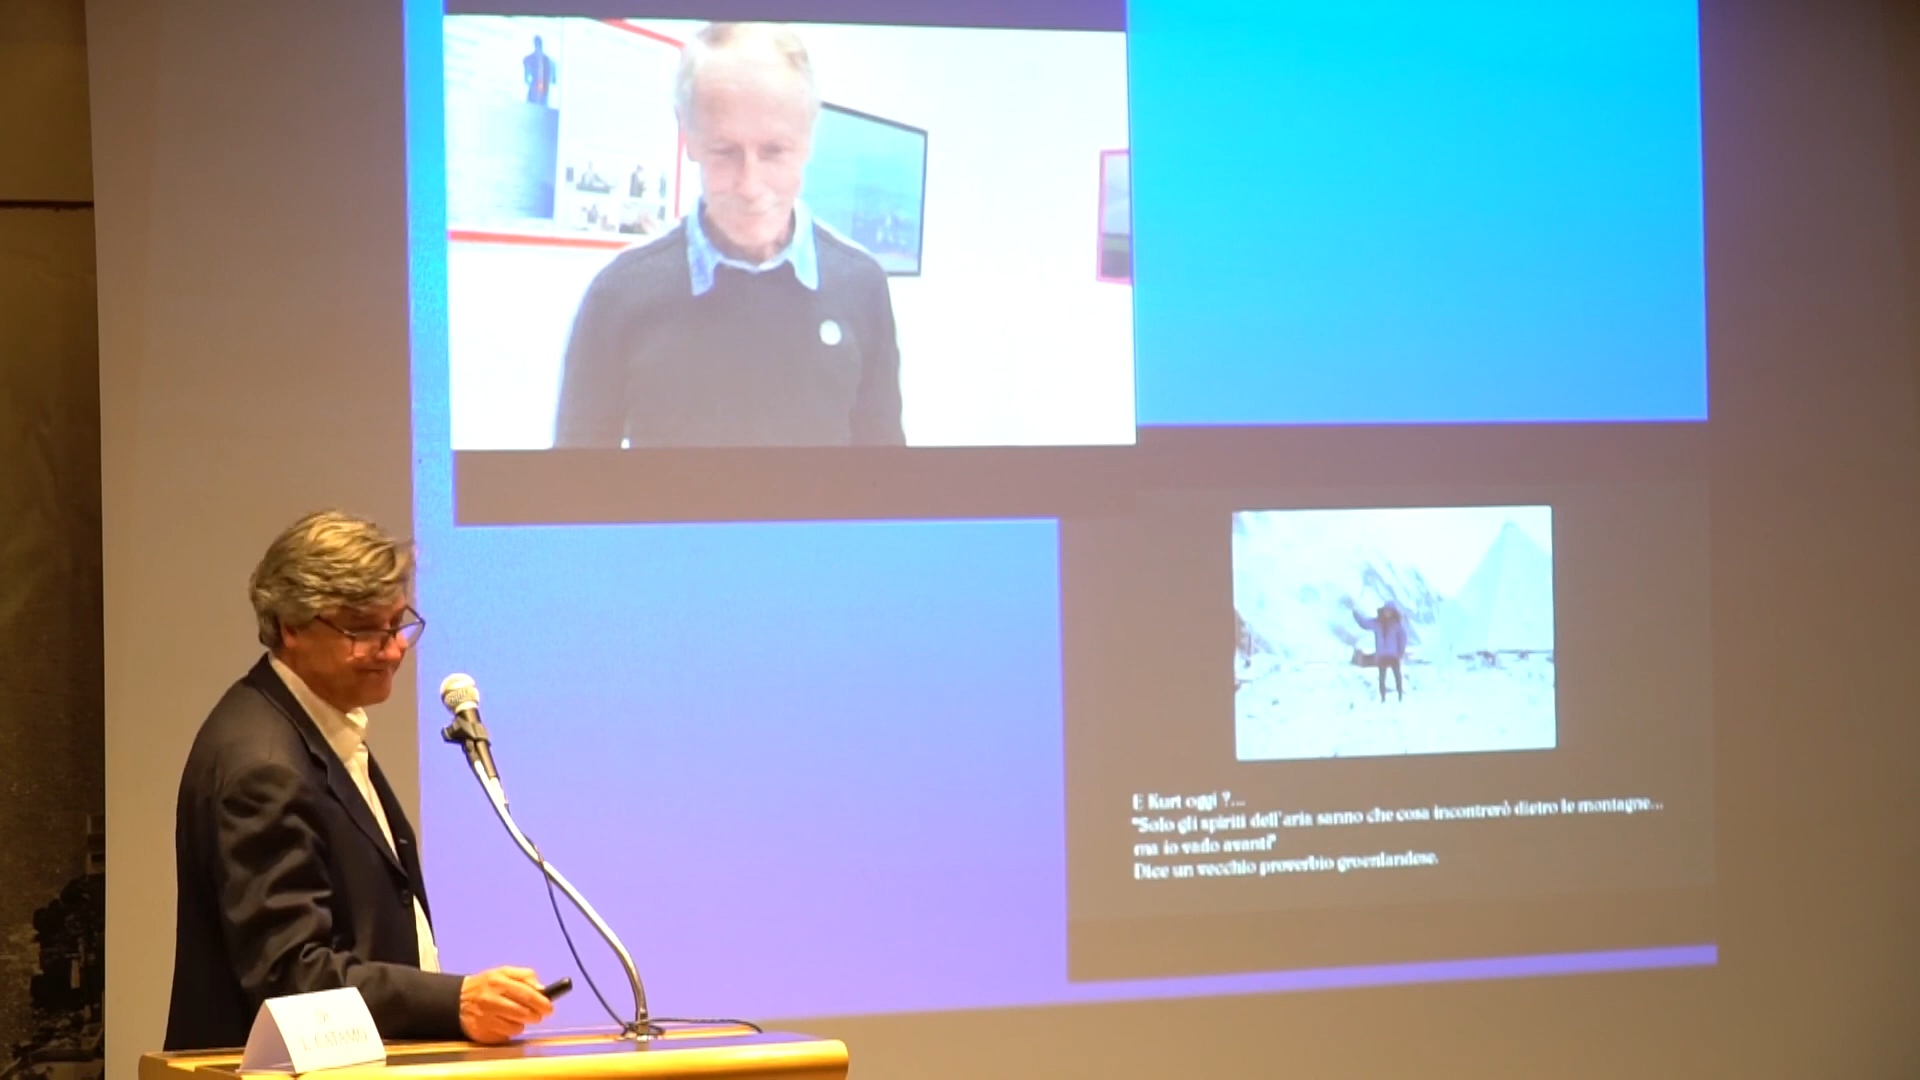 E Kurt oggi ?...
"Solo gli spiriti dell'aria sanno che cosa incontrerò dietro le montagne...
ma io vado avanti"
Dice un vecchio proverbio groenlandese.
L. CATAMO